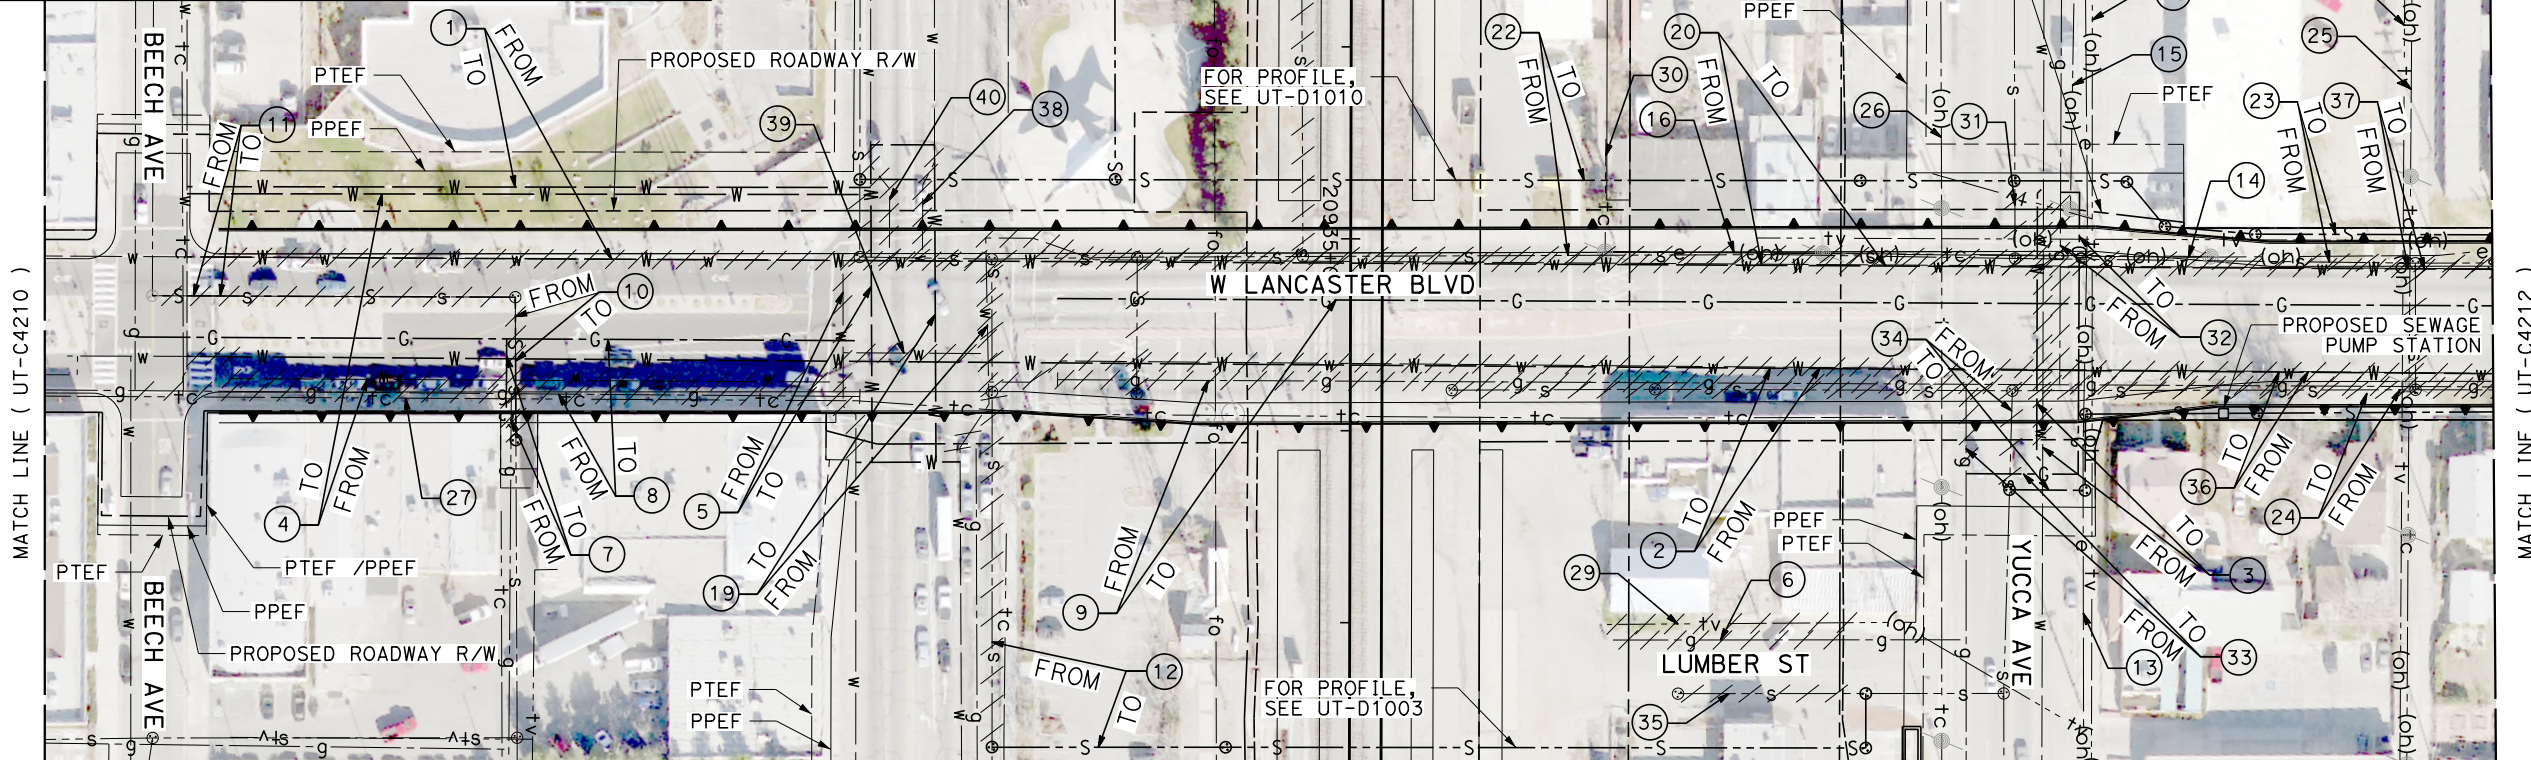 PPEF
1
FROM
TO
PROPOSED ROADWAY R/W
PTEF
BEECH AVE
11
PPEF
FROM
TO
40
38
39
FOR PROFILE,
SEE UT-D1010
22
TO
FROM
30
16
20
FROM
TO
26
31
15
PTEF
25
23
TO
FROM
37
TO
FROM
14
W LANCASTER BLVD
FROM
10
TO
MATCH LINE ( UT-C4210 )
MATCH LINE ( UT-C4212 )
34
FROM
TO
TO
FROM
32
PROPOSED SEWAGE
PUMP STATION
4
TO
FROM
27
FROM
TO
8
5
FROM
TO
FROM
TO
7
19
TO
FROM
9
FROM
TO
2
TO
FROM
36
TO
FROM
24
TO
FROM
PTEF
PTEF /PPEF
PPEF
PROPOSED ROADWAY R/W
BEECH AVE
PPEF
PTEF
29
6
TO
FROM
3
YUCCA AVE
TO
FROM
33
13
LUMBER ST
35
FROM
TO
12
PTEF
PPEF
FOR PROFILE,
SEE UT-D1003